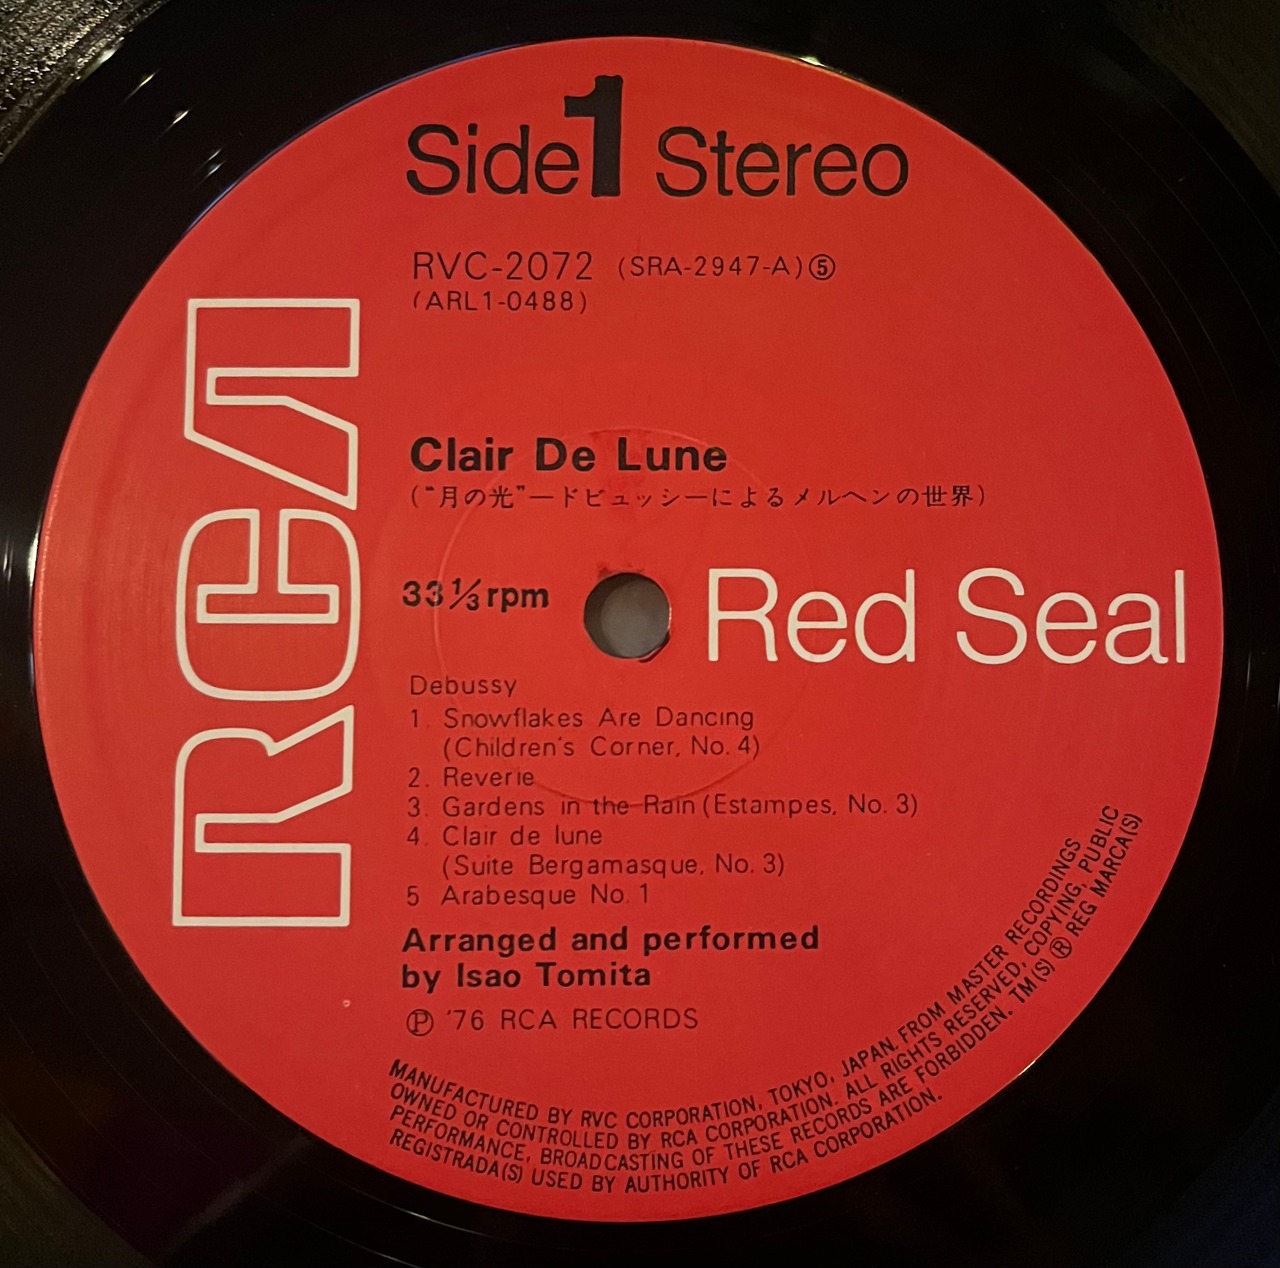 Side 1 Stereo
RVC-2072 (SRA-2947-A)⑤
(ARL1-0488)
RCA
Clair De Lune
(“月の光”―ドビュッシーによるメルヘンの世界)
33⅓rpm
Red Seal
Debussy
1. Snowflakes Are Dancing
(Children's Corner, No. 4)
2. Reverie
3. Gardens in the Rain (Estampes, No. 3)
4. Clair de lune
(Suite Bergamasque, No. 3)
5 Arabesque No. 1
Arranged and performed
by Isao Tomita
Ⓟ '76 RCA RECORDS
MANUFACTURED BY RVC CORPORATION, TOKYO, JAPAN. FROM MASTER RECORDINGS
OWNED OR CONTROLLED BY RCA CORPORATION. ALL RIGHTS RESERVED, COPYING, PUBLIC
PERFORMANCE, BROADCASTING OF THESE RECORDS ARE FORBIDDEN. TM(S) ® REG MARCA(S)
REGISTRADA(S) USED BY AUTHORITY OF RCA CORPORATION.